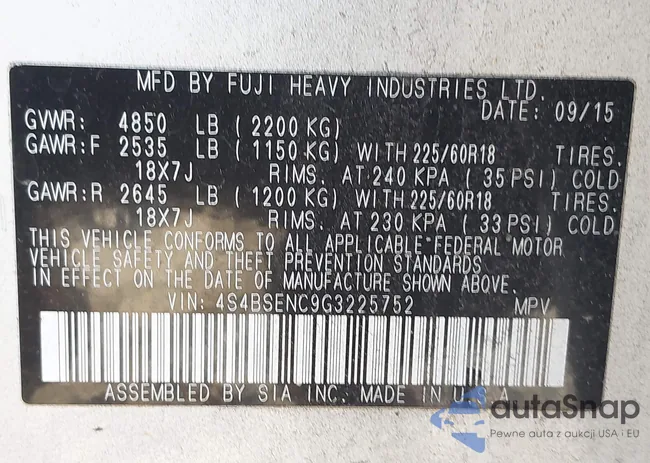 MFD BY FUJI HEAVY INDUSTRIES LTD.
DATE: 09/15
GVWR: 4850 LB (2200 KG)
GAWR:F 2535 LB (1150 KG) WITH 225/60R18 TIRES.
18X7J RIMS. AT 240 KPA (35 PSI) COLD
GAWR:R 2645 LB (1200 KG) WITH 225/60R18 TIRES.
18X7J RIMS. AT 230 KPA (33 PSI) COLD
THIS VEHICLE CONFORMS TO ALL APPLICABLE FEDERAL MOTOR
VEHICLE SAFETY AND THEFT PREVENTION STANDARDS
IN EFFECT ON THE DATE OF MANUFACTURE SHOWN ABOVE.
VIN: 4S4BSENC9G3225752 MPV
ASSEMBLED BY SIA INC. MADE IN U.S.A
autaSnap
Pewne auta z aukcji USA i EU